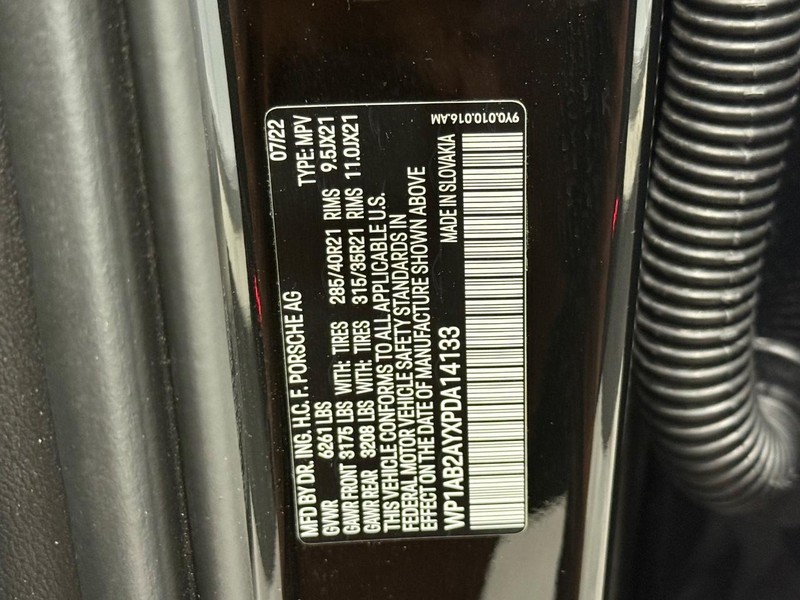 MFD BY DR. ING. H.C. F. PORSCHE AG 07/22
GVWR 6261 LBS TYPE: MPV
GAWR FRONT 3175 LBS WITH: TIRES 285/40R21 RIMS 9.5JX21
GAWR REAR 3208 LBS WITH: TIRES 315/35R21 RIMS 11.0JX21
THIS VEHICLE CONFORMS TO ALL APPLICABLE U.S.
FEDERAL MOTOR VEHICLE SAFETY STANDARDS IN
EFFECT ON THE DATE OF MANUFACTURE SHOWN ABOVE
WP1AB2AYXPDA14133 MADE IN SLOVAKIA
9Y0.010.016.AM